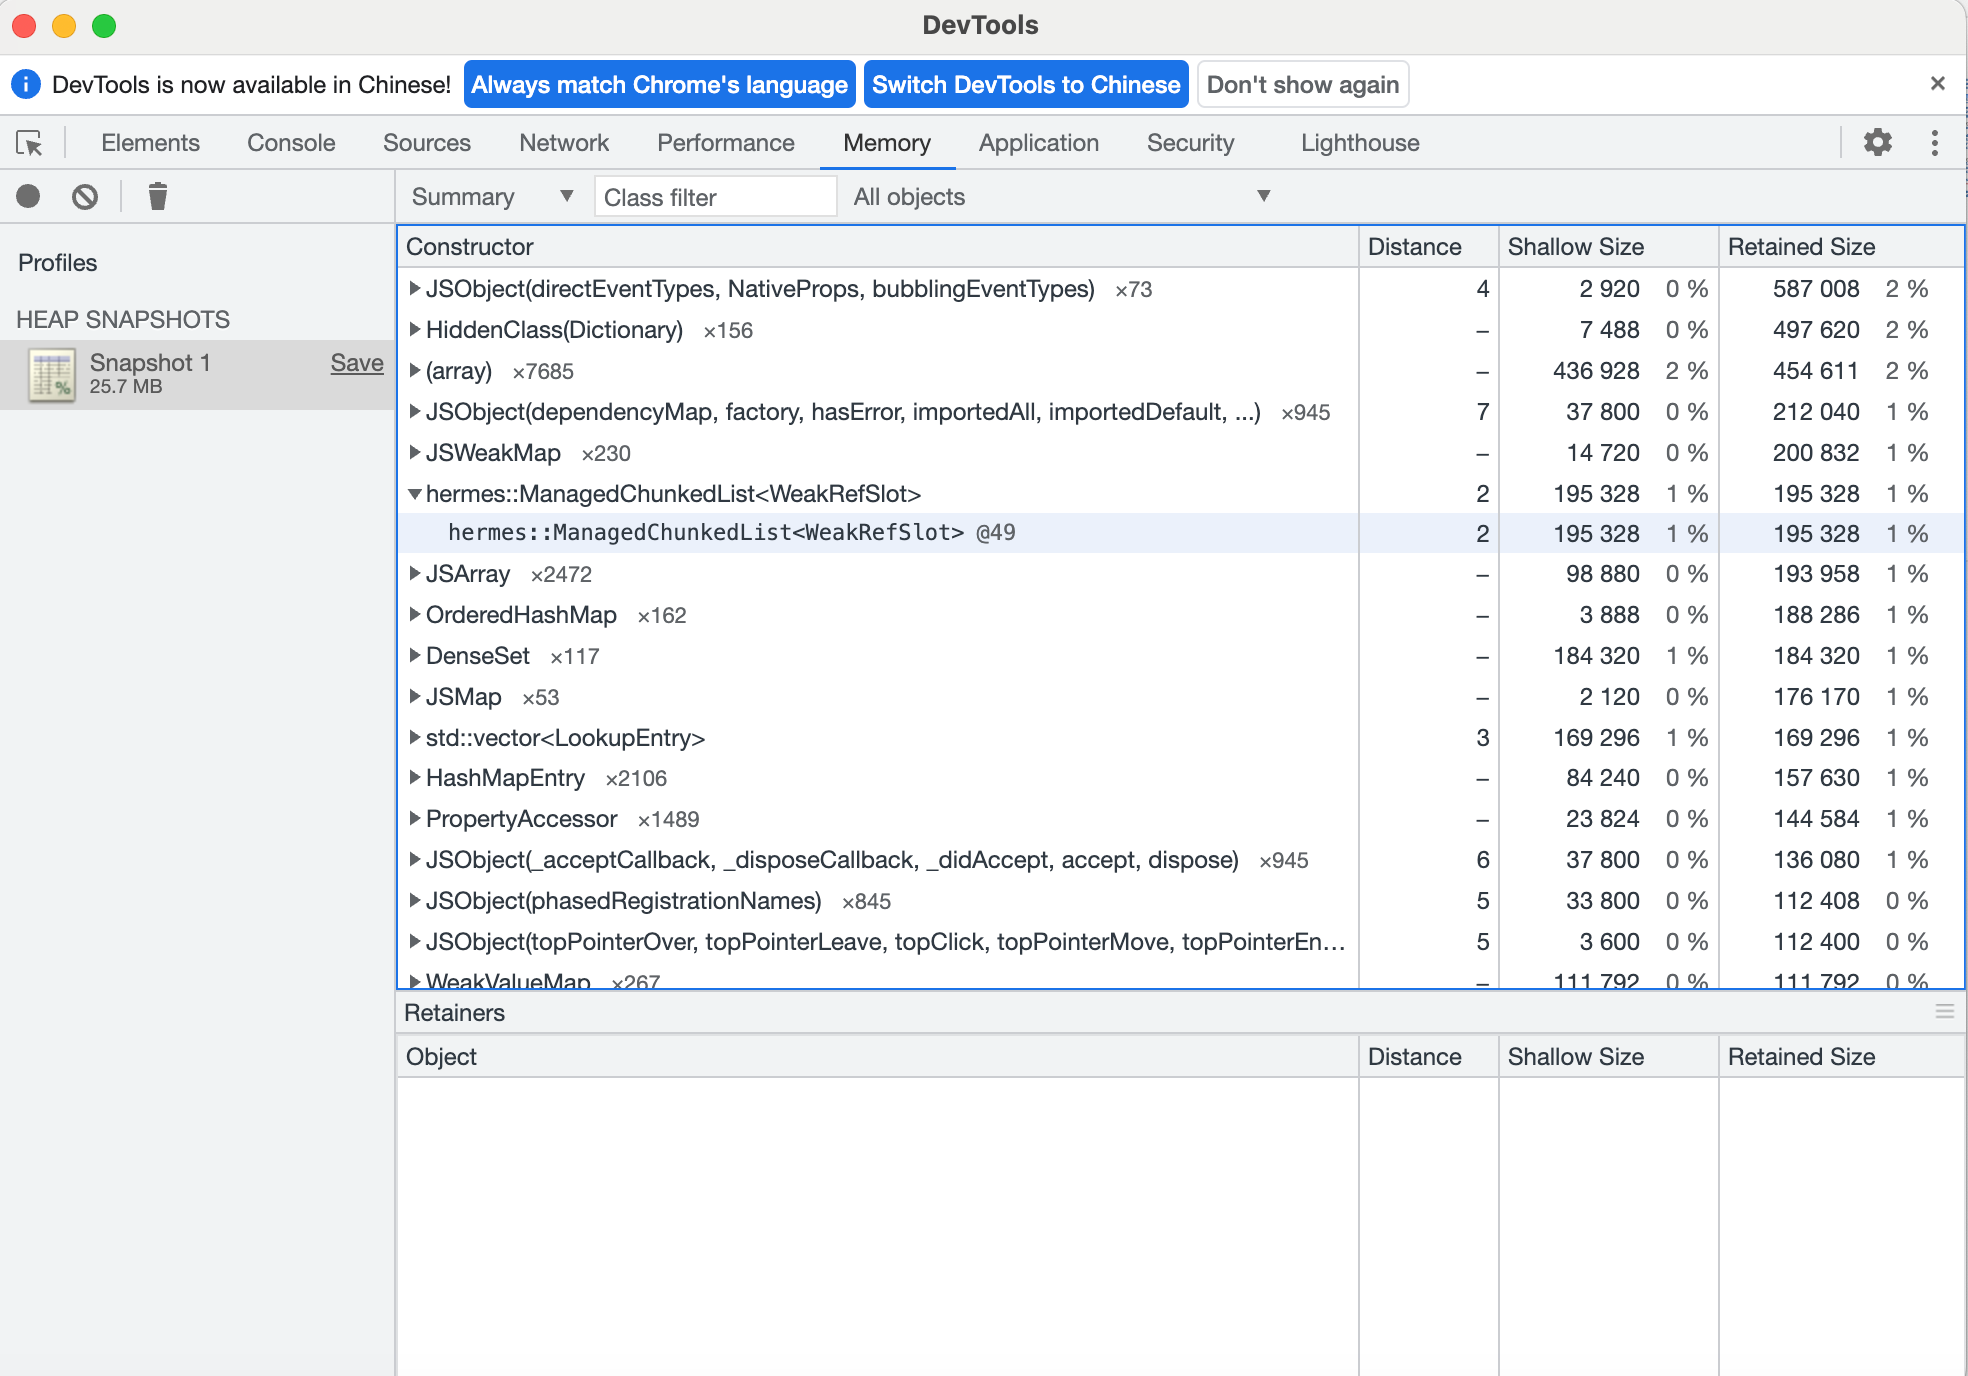 DevTools
DevTools is now available in Chinese! Always match Chrome's language Switch DevTools to Chinese Don't show again
Elements Console Sources Network Performance Memory Application Security Lighthouse
Summary Class filter All objects
Profiles
HEAP SNAPSHOTS
Snapshot 1 Save
25.7 MB
Constructor Distance Shallow Size Retained Size
JSObject(directEventTypes, NativeProps, bubblingEventTypes) ×73 4 2 920 0 % 587 008 2 %
HiddenClass(Dictionary) ×156 – 7 488 0 % 497 620 2 %
(array) ×7685 – 436 928 2 % 454 611 2 %
JSObject(dependencyMap, factory, hasError, importedAll, importedDefault, ...) ×945 7 37 800 0 % 212 040 1 %
JSWeakMap ×230 – 14 720 0 % 200 832 1 %
hermes::ManagedChunkedList<WeakRefSlot> 2 195 328 1 % 195 328 1 %
hermes::ManagedChunkedList<WeakRefSlot> @49 2 195 328 1 % 195 328 1 %
JSArray ×2472 – 98 880 0 % 193 958 1 %
OrderedHashMap ×162 – 3 888 0 % 188 286 1 %
DenseSet ×117 – 184 320 1 % 184 320 1 %
JSMap ×53 – 2 120 0 % 176 170 1 %
std::vector<LookupEntry> 3 169 296 1 % 169 296 1 %
HashMapEntry ×2106 – 84 240 0 % 157 630 1 %
PropertyAccessor ×1489 – 23 824 0 % 144 584 1 %
JSObject(_acceptCallback, _disposeCallback, _didAccept, accept, dispose) ×945 6 37 800 0 % 136 080 1 %
JSObject(phasedRegistrationNames) ×845 5 33 800 0 % 112 408 0 %
JSObject(topPointerOver, topPointerLeave, topClick, topPointerMove, topPointerEn… 5 3 600 0 % 112 400 0 %
WeakValueMap ×267 – 111 792 0 % 111 792 0 %
Retainers
Object Distance Shallow Size Retained Size